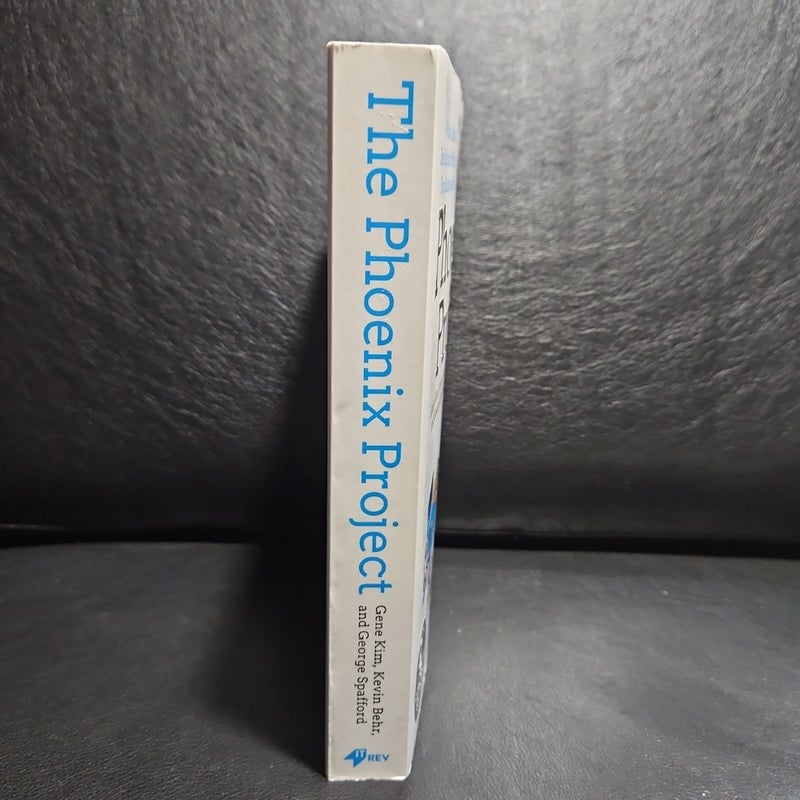 The Phoenix Project
Gene Kim, Kevin Behr,
and George Spafford
IT REV